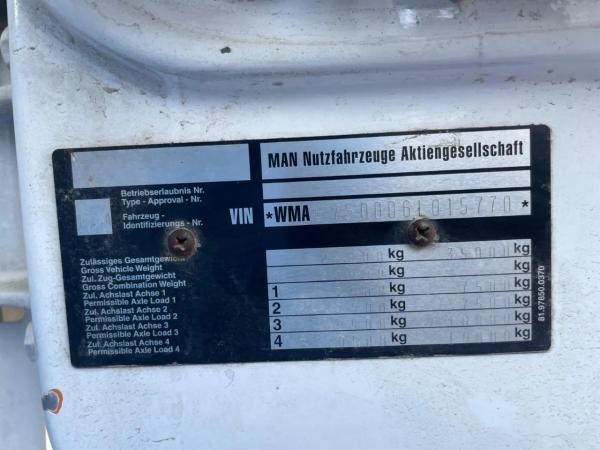 MAN Nutzfahrzeuge Aktiengesellschaft
Betriebserlaubnis Nr.
Type - Approval - Nr.
Fahrzeug -
Identifizierungs - Nr.
VIN *WMA *
Zulässiges Gesamtgewicht kg kg
Gross Vehicle Weight
Zul. Zug-Gesamtgewicht kg kg
Gross Combination Weight
Zul. Achslast Achse 1 1 kg kg
Permissible Axle Load 1
Zul. Achslast Achse 2 2 kg kg
Permissible Axle Load 2
Zul. Achslast Achse 3 3 kg kg
Permissible Axle Load 3
Zul. Achslast Achse 4 4 kg kg
Permissible Axle Load 4
81.97850.0370